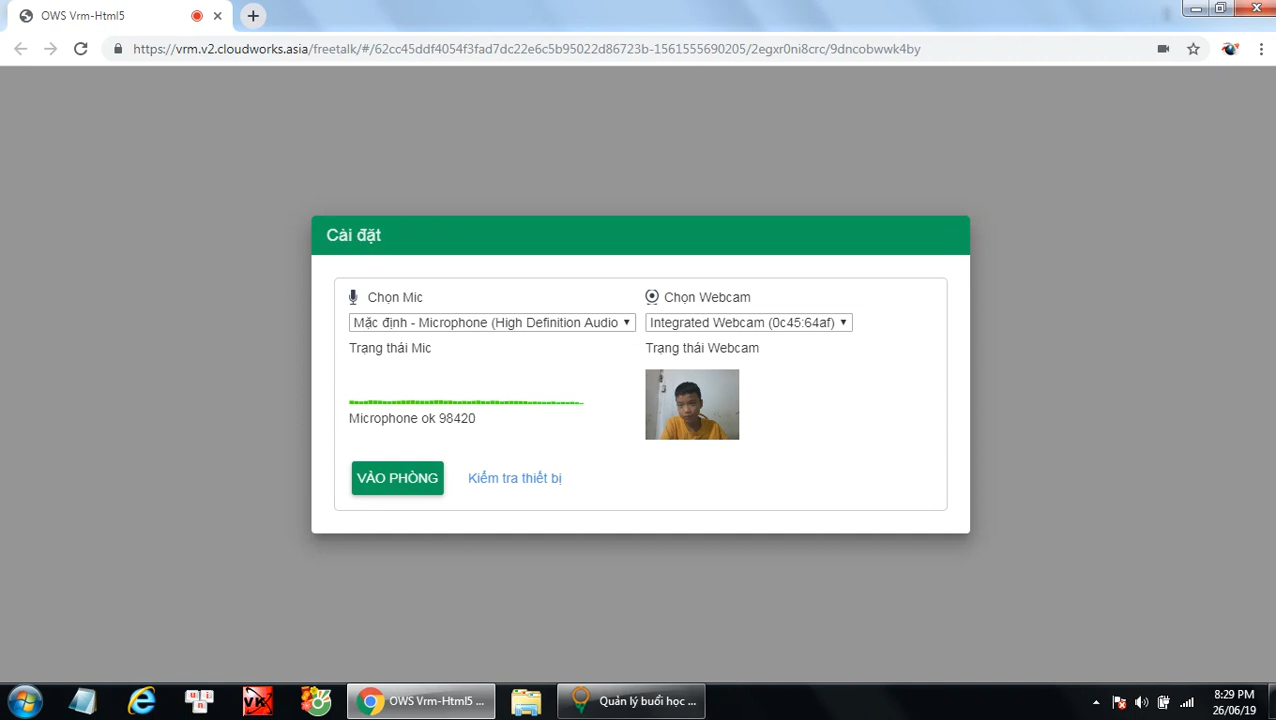 OWS Vrm-Html5
https://vrm.v2.cloudworks.asia/freetalk/#/62cc45ddf4054f3fad7dc22e6c5b95022d86723b-1561555690205/2egxr0ni8crc/9dncobwwk4by
Cài đặt
Chọn Mic
Chọn Webcam
Mặc định - Microphone (High Definition Audio
Integrated Webcam (0c45:64af)
Trạng thái Mic
Trạng thái Webcam
Microphone ok 98420
VÀO PHÒNG
Kiểm tra thiết bị
u n i
VK
OWS Vrm-Html5 ...
Quản lý buổi học ...
8:29 PM
26/06/19